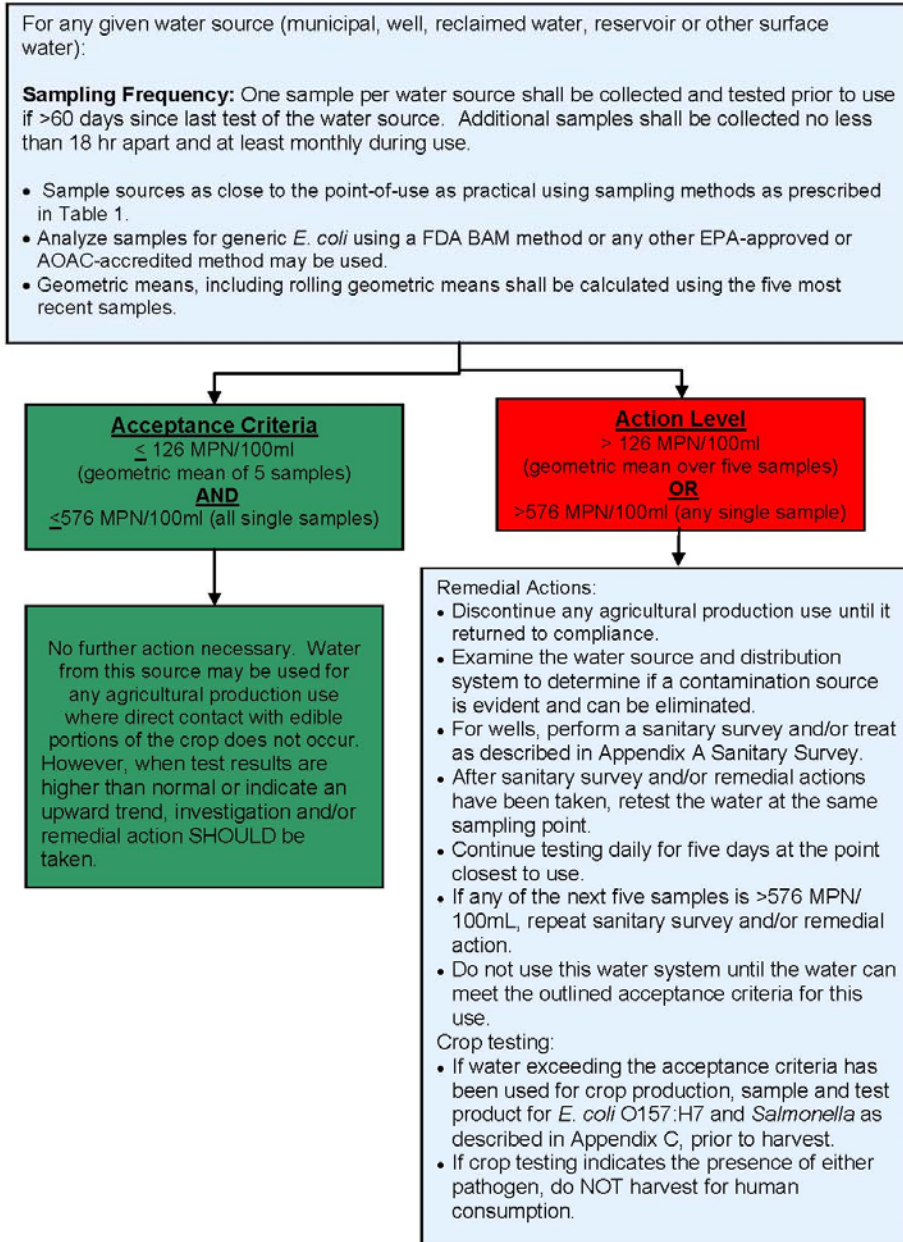 For any given water source (municipal, well, reclaimed water, reservoir or other surface
water):
Sampling Frequency: One sample per water source shall be collected and tested prior to use
if >60 days since last test of the water source. Additional samples shall be collected no less
than 18 hr apart and at least monthly during use.
• Sample sources as close to the point-of-use as practical using sampling methods as prescribed
in Table 1.
• Analyze samples for generic E. coli using a FDA BAM method or any other EPA-approved or
AOAC-accredited method may be used.
• Geometric means, including rolling geometric means shall be calculated using the five most
recent samples.
Acceptance Criteria
≤ 126 MPN/100ml
(geometric mean of 5 samples)
AND
≤576 MPN/100ml (all single samples)
Action Level
> 126 MPN/100ml
(geometric mean over five samples)
OR
>576 MPN/100ml (any single sample)
No further action necessary. Water
from this source may be used for
any agricultural production use
where direct contact with edible
portions of the crop does not occur.
However, when test results are
higher than normal or indicate an
upward trend, investigation and/or
remedial action SHOULD be
taken.
Remedial Actions:
• Discontinue any agricultural production use until it
returned to compliance.
• Examine the water source and distribution
system to determine if a contamination source
is evident and can be eliminated.
• For wells, perform a sanitary survey and/or treat
as described in Appendix A Sanitary Survey.
• After sanitary survey and/or remedial actions
have been taken, retest the water at the same
sampling point.
• Continue testing daily for five days at the point
closest to use.
• If any of the next five samples is >576 MPN/
100mL, repeat sanitary survey and/or remedial
action.
• Do not use this water system until the water can
meet the outlined acceptance criteria for this
use.
Crop testing:
• If water exceeding the acceptance criteria has
been used for crop production, sample and test
product for E. coli O157:H7 and Salmonella as
described in Appendix C, prior to harvest.
• If crop testing indicates the presence of either
pathogen, do NOT harvest for human
consumption.